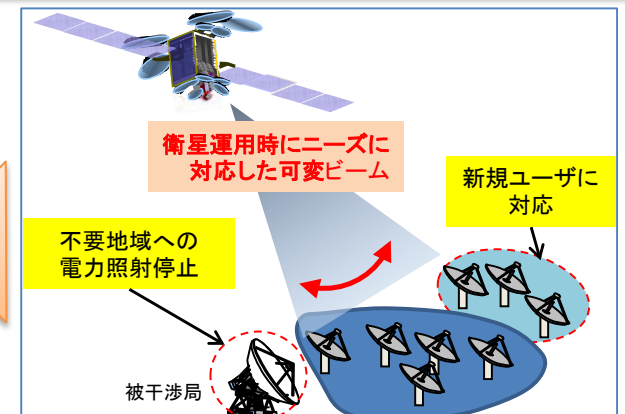 衛星運用時にニーズに
対応した可変ビーム
新規ユーザに
対応
不要地域への
電力照射停止
被干渉局